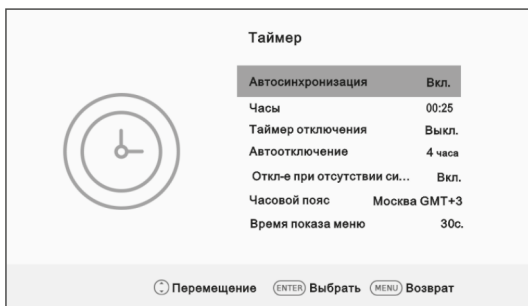 Таймер
Автосинхронизация Вкл.
Часы 00:25
Таймер отключения Выкл.
Автоотключение 4 часа
Откл-е при отсутствии си... Вкл.
Часовой пояс Москва GMT+3
Время показа меню 30с.
Перемещение ENTER Выбрать MENU Возврат